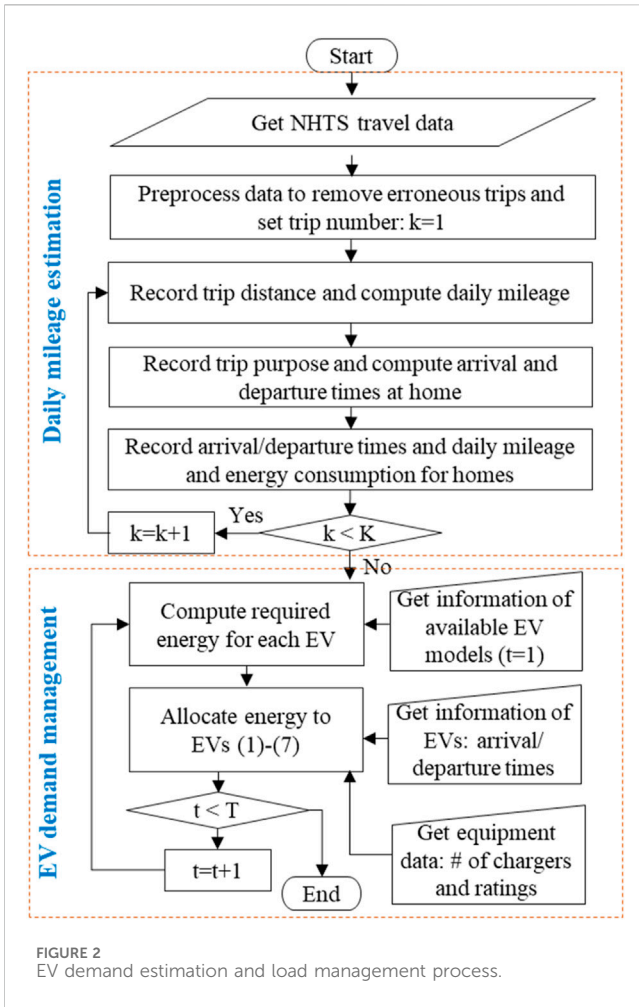 Start
Get NHTS travel data
Preprocess data to remove erroneous trips and
set trip number: k=1
Record trip distance and compute daily mileage
Record trip purpose and compute arrival and
departure times at home
Record arrival/departure times and daily mileage
and energy consumption for homes
k=k+1
Yes
k < K
No
Daily mileage estimation
Compute required
energy for each EV
Get information of
available EV
models (t=1)
Allocate energy to
EVs (1)-(7)
Get information of
EVs: arrival/
departure times
t < T
t=t+1
End
Get equipment
data: # of chargers
and ratings
EV demand management
FIGURE 2
EV demand estimation and load management process.